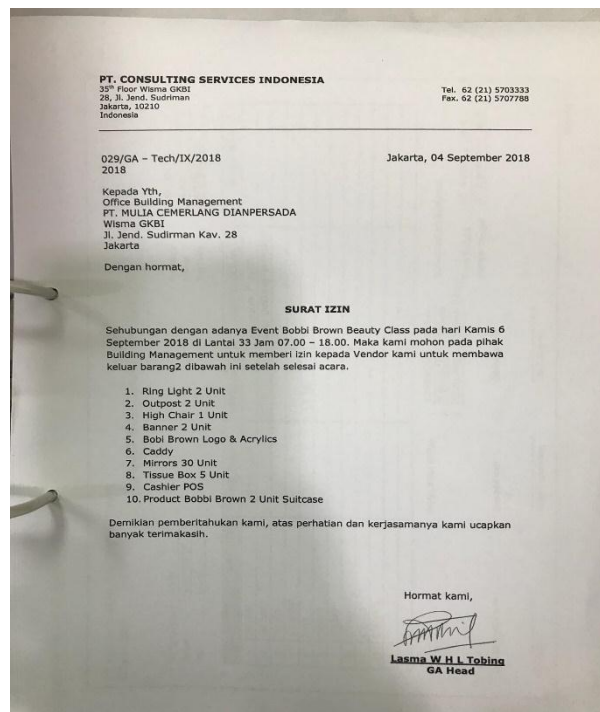 PT. CONSULTING SERVICES INDONESIA
35th Floor Wisma GKBI
28, Jl. Jend. Sudriman
Jakarta, 10210
Indonesia
Tel. 62 (21) 5703333
Fax. 62 (21) 5707788
029/GA – Tech/IX/2018
2018
Jakarta, 04 September 2018
Kepada Yth,
Office Building Management
PT. MULIA CEMERLANG DIANPERSADA
Wisma GKBI
Jl. Jend. Sudirman Kav. 28
Jakarta
Dengan hormat,
SURAT IZIN
Sehubungan dengan adanya Event Bobbi Brown Beauty Class pada hari Kamis 6
September 2018 di Lantai 33 Jam 07.00 – 18.00. Maka kami mohon pada pihak
Building Management untuk memberi izin kepada Vendor kami untuk membawa
keluar barang2 dibawah ini setelah selesai acara.
1. Ring Light 2 Unit
2. Outpost 2 Unit
3. High Chair 1 Unit
4. Banner 2 Unit
5. Bobi Brown Logo & Acrylics
6. Caddy
7. Mirrors 30 Unit
8. Tissue Box 5 Unit
9. Cashier POS
10. Product Bobbi Brown 2 Unit Suitcase
Demikian pemberitahukan kami, atas perhatian dan kerjasamanya kami ucapkan
banyak terimakasih.
Hormat kami,
Lasma W H L Tobing
GA Head